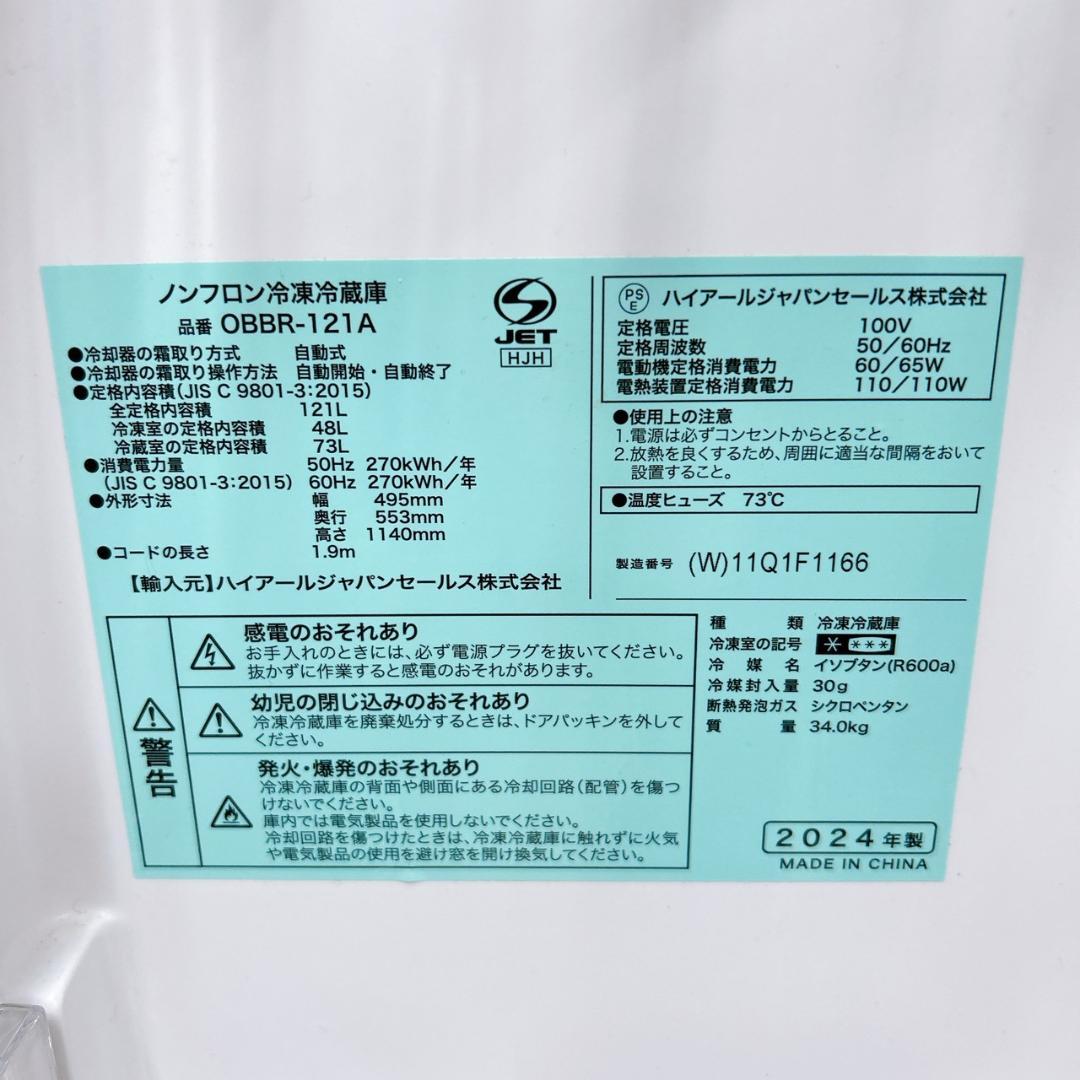 ノンフロン冷凍冷蔵庫
品番 OBBR-121A
JET
HJH
●冷却器の霜取り方式 自動式
●冷却器の霜取り操作方法 自動開始・自動終了
●定格内容積(JIS C 9801-3:2015)
全定格内容積 121L
冷凍室の定格内容積 48L
冷蔵室の定格内容積 73L
●消費電力量 50Hz 270kWh/年
(JIS C 9801-3:2015) 60Hz 270kWh/年
●外形寸法 幅 495mm
奥行 553mm
高さ 1140mm
●コードの長さ 1.9m
【輸入元】ハイアールジャパンセールス株式会社
PS
E
ハイアールジャパンセールス株式会社
定格電圧 100V
定格周波数 50/60Hz
電動機定格消費電力 60/65W
電熱装置定格消費電力 110/110W
●使用上の注意
1.電源は必ずコンセントからとること。
2.放熱を良くするため、周囲に適当な間隔をおいて
設置すること。
●温度ヒューズ 73℃
製造番号 (W)11Q1F1166
警告
感電のおそれあり
お手入れのときには、必ず電源プラグを抜いてください。
抜かずに作業すると感電のおそれがあります。
幼児の閉じ込みのおそれあり
冷凍冷蔵庫を廃棄処分するときは、ドアパッキンを外して
ください。
発火・爆発のおそれあり
冷凍冷蔵庫の背面や側面にある冷却回路(配管)を傷つ
けないでください。
庫内では電気製品を使用しないでください。
冷却回路を傷つけたときは、冷凍冷蔵庫に触れずに火気
や電気製品の使用を避け窓を開け換気してください。
種類 冷凍冷蔵庫
冷凍室の記号 * ***
冷媒名 イソブタン(R600a)
冷媒封入量 30g
断熱発泡ガス シクロペンタン
質量 34.0kg
2024年製
MADE IN CHINA